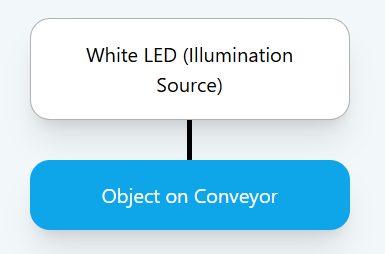 White LED (Illumination
Source)
Object on Conveyor